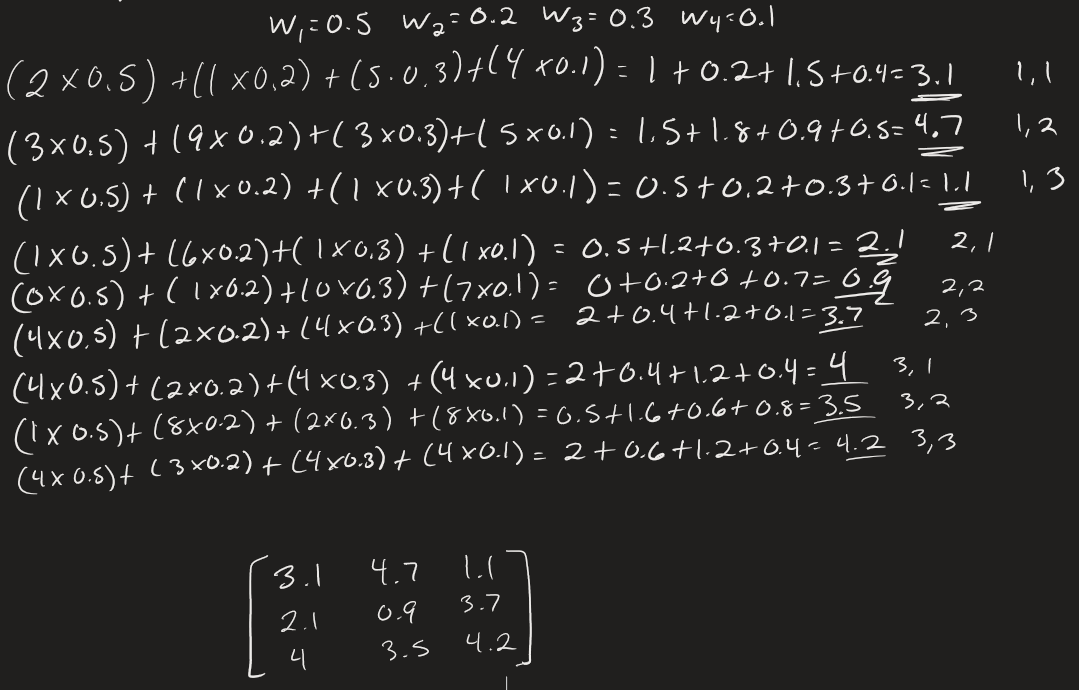 W₁=0.5 W₂=0.2 W₃=0.3 W4=0.1
(2×0.5)+(1×0.2)+(5·0.3)+(4×0.1)=1+0.2+1.5+0.4=3.1 1,1
(3×0.5)+(9×0.2)+(3×0.3)+(5×0.1)=1.5+1.8+0.9+0.5=4.7 1,2
(1×0.5)+(1×0.2)+(1×0.3)+(1×0.1)=0.5+0.2+0.3+0.1=1.1 1,3
(1×0.5)+(6×0.2)+(1×0.3)+(1×0.1)=0.5+1.2+0.3+0.1=2.1 2,1
(0×0.5)+(1×0.2)+(0×0.3)+(7×0.1)=0+0.2+0+0.7=0.9 2,2
(4×0.5)+(2×0.2)+(4×0.3)+(1×0.1)=2+0.4+1.2+0.1=3.7 2,3
(4×0.5)+(2×0.2)+(4×0.3)+(4×0.1)=2+0.4+1.2+0.4=4 3,1
(1×0.5)+(8×0.2)+(2×0.3)+(8×0.1)=0.5+1.6+0.6+0.8=3.5 3,2
(4×0.5)+(3×0.2)+(4×0.3)+(4×0.1)=2+0.6+1.2+0.4=4.2 3,3
3.1 4.7 1.1
2.1 0.9 3.7
4 3.5 4.2